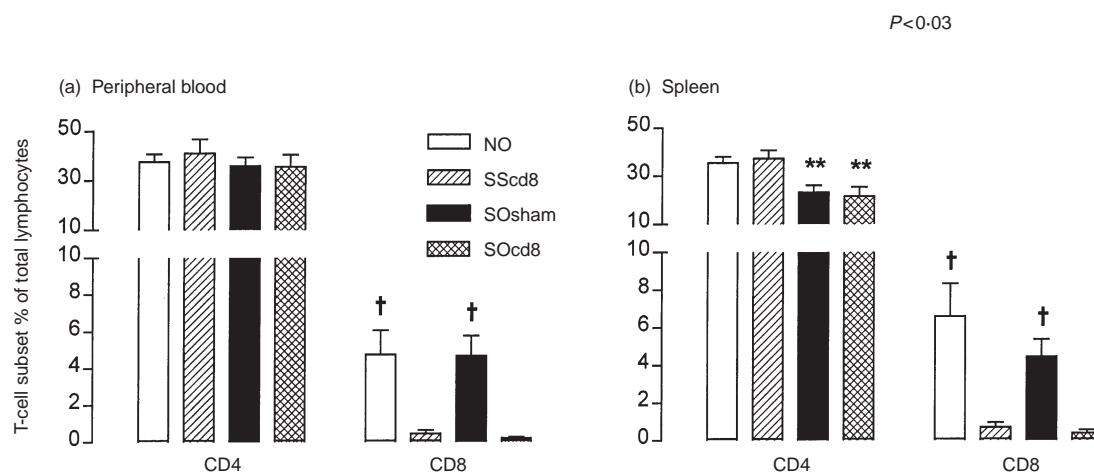 P<0·03
(a) Peripheral blood
(b) Spleen
T-cell subset % of total lymphocytes
50
30
10
10
8
6
4
2
0
NO
SScd8
SOsham
SOcd8
†
†
CD4
CD8
50
30
10
10
8
6
4
2
0
**
**
†
†
CD4
CD8